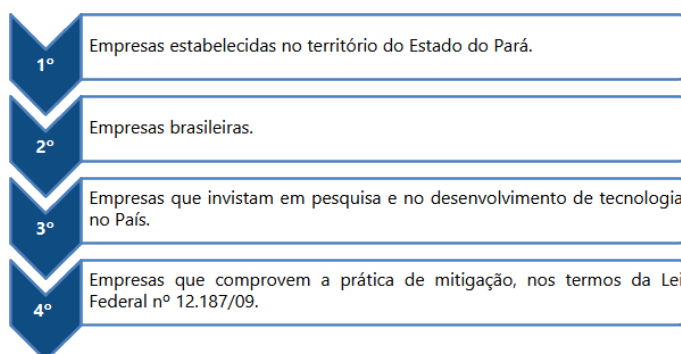 1º
Empresas estabelecidas no território do Estado do Pará.
2º
Empresas brasileiras.
3º
Empresas que invistam em pesquisa e no desenvolvimento de tecnologia
no País.
4º
Empresas que comprovem a prática de mitigação, nos termos da Lei
Federal nº 12.187/09.